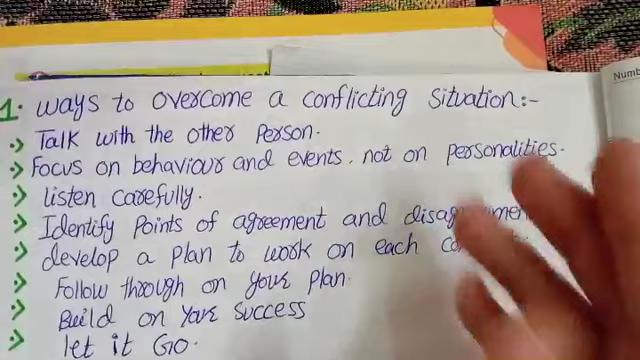 Numb
1. ways to overcome a conflicting situation:-
Talk with the other person.
Focus on behaviour and events, not on personalities.
listen carefully.
Identify points of agreement and
develop a plan to work on each
Follow through on your plan.
Build on your success
let it GO.